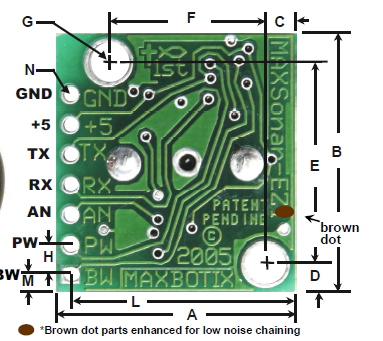 F
C
G
N
GND
+5
TX
RX
AN
PW
BW
H
M
GND
+5
TX
RX
AN
PW
BW
1st
MaxSonar EZ
PATENT
PENDING
©
2005
MAXBOTIX
B
E
D
brown
dot
L
A
*Brown dot parts enhanced for low noise chaining